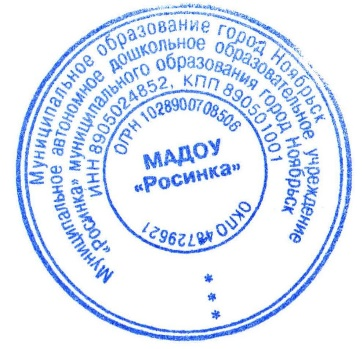 Муниципальное образование город Ноябрьск
Муниципальное автономное дошкольное образовательное учреждение
«Росинка» муниципального образования город Ноябрьск
ИНН 8905024852, КПП 890501001
ОГРН 1028900708506
ОКПО 48729621
МАДОУ
«Росинка»
* * *